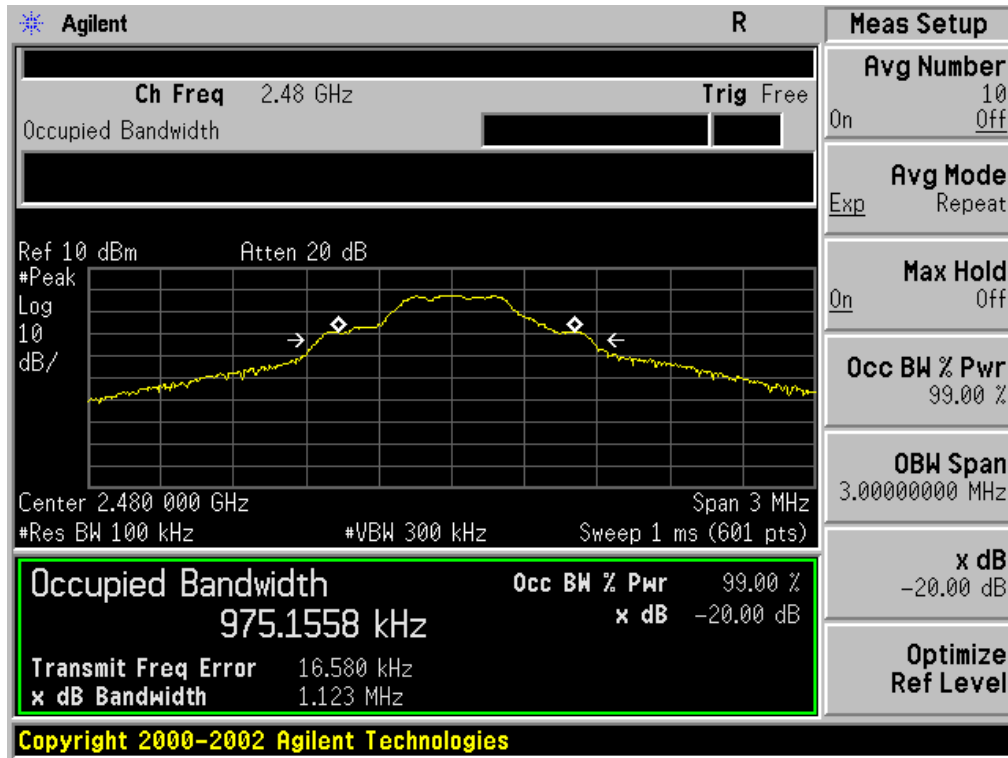 Agilent R
Ch Freq 2.48 GHz Trig Free
Occupied Bandwidth
Ref 10 dBm Atten 20 dB
#Peak
Log
10
dB/
Center 2.480 000 GHz Span 3 MHz
#Res BW 100 kHz #VBW 300 kHz Sweep 1 ms (601 pts)
Occupied Bandwidth Occ BW % Pwr 99.00 %
975.1558 kHz x dB -20.00 dB
Transmit Freq Error 16.580 kHz
x dB Bandwidth 1.123 MHz
Copyright 2000-2002 Agilent Technologies
Meas Setup
Avg Number
10
On Off
Avg Mode
Exp Repeat
Max Hold
On Off
Occ BW % Pwr
99.00 %
OBW Span
3.00000000 MHz
x dB
-20.00 dB
Optimize
Ref Level